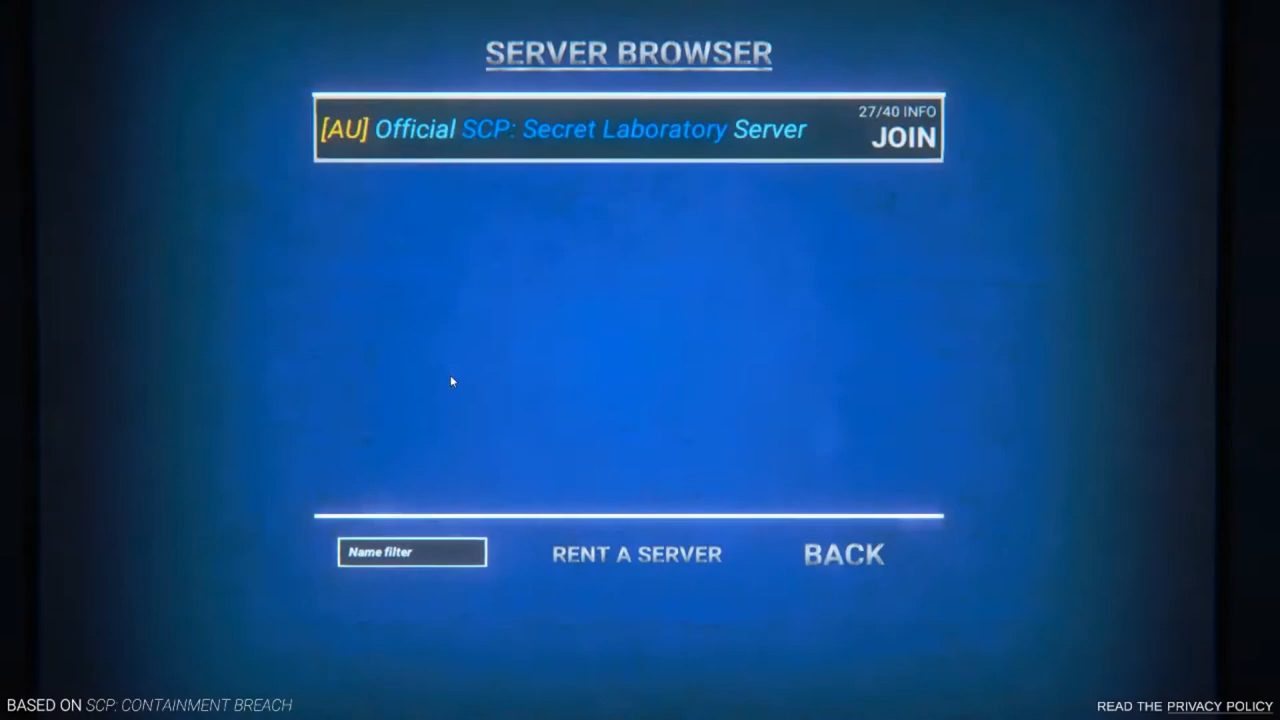 SERVER BROWSER
[AU] Official SCP: Secret Laboratory Server
27/40 INFO
JOIN
Name filter
RENT A SERVER
BACK
BASED ON SCP: CONTAINMENT BREACH
READ THE PRIVACY POLICY